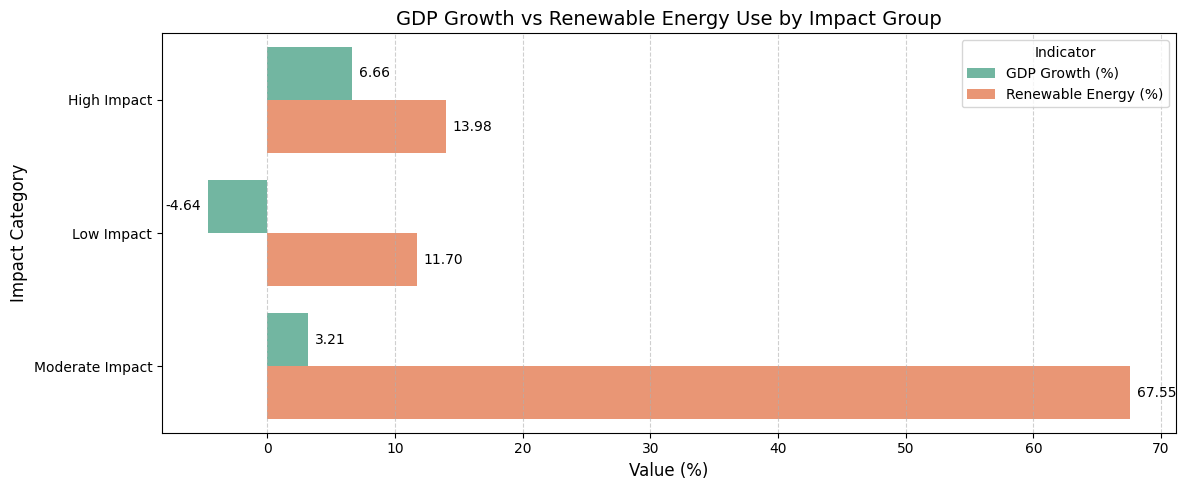 GDP Growth vs Renewable Energy Use by Impact Group
Indicator
GDP Growth (%)
Renewable Energy (%)
Impact Category
High Impact
6.66
13.98
Low Impact
-4.64
11.70
Moderate Impact
3.21
67.55
0 10 20 30 40 50 60 70
Value (%)